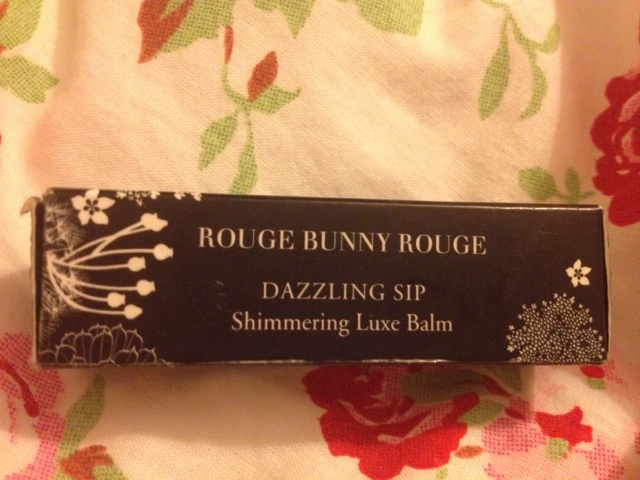 ROUGE BUNNY ROUGE
DAZZLING SIP
Shimmering Luxe Balm